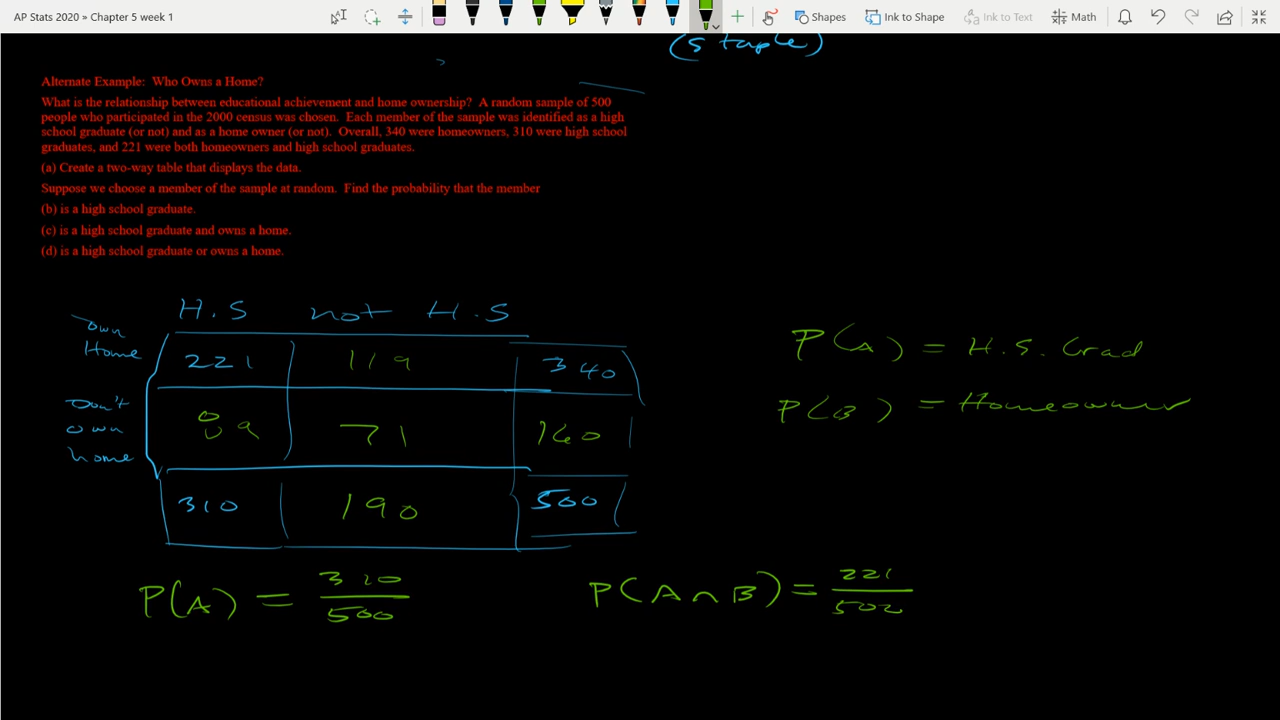 AP Stats 2020 » Chapter 5 week 1
Shapes
Ink to Shape
Ink to Text
Math
(staple)
Alternate Example: Who Owns a Home?
What is the relationship between educational achievement and home ownership? A random sample of 500
people who participated in the 2000 census was chosen. Each member of the sample was identified as a high
school graduate (or not) and as a home owner (or not). Overall, 340 were homeowners, 310 were high school
graduates, and 221 were both homeowners and high school graduates.
(a) Create a two-way table that displays the data.
Suppose we choose a member of the sample at random. Find the probability that the member
(b) is a high school graduate.
(c) is a high school graduate and owns a home.
(d) is a high school graduate or owns a home.
H.S not H.S
own
Home
221 119 340
Don't
own
home
89 71 160
310 190 500
P(A) = H.S. Grad
P(B) = Homeowner
P(A) = 310/500
P(A∩B) = 221/500